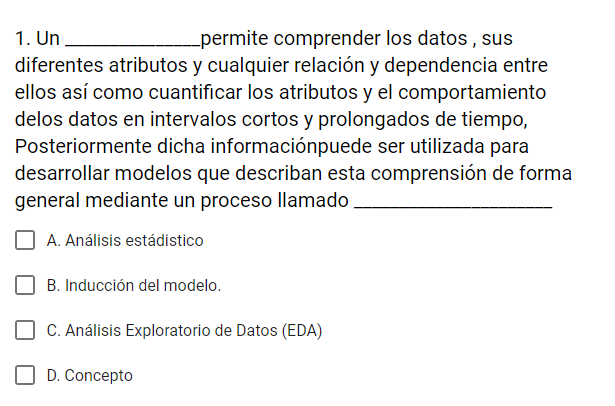 1. Un _______________permite comprender los datos , sus
diferentes atributos y cualquier relación y dependencia entre
ellos así como cuantificar los atributos y el comportamiento
delos datos en intervalos cortos y prolongados de tiempo,
Posteriormente dicha informaciónpuede ser utilizada para
desarrollar modelos que describan esta comprensión de forma
general mediante un proceso llamado ______________________
A. Análisis estádistico
B. Inducción del modelo.
C. Análisis Exploratorio de Datos (EDA)
D. Concepto